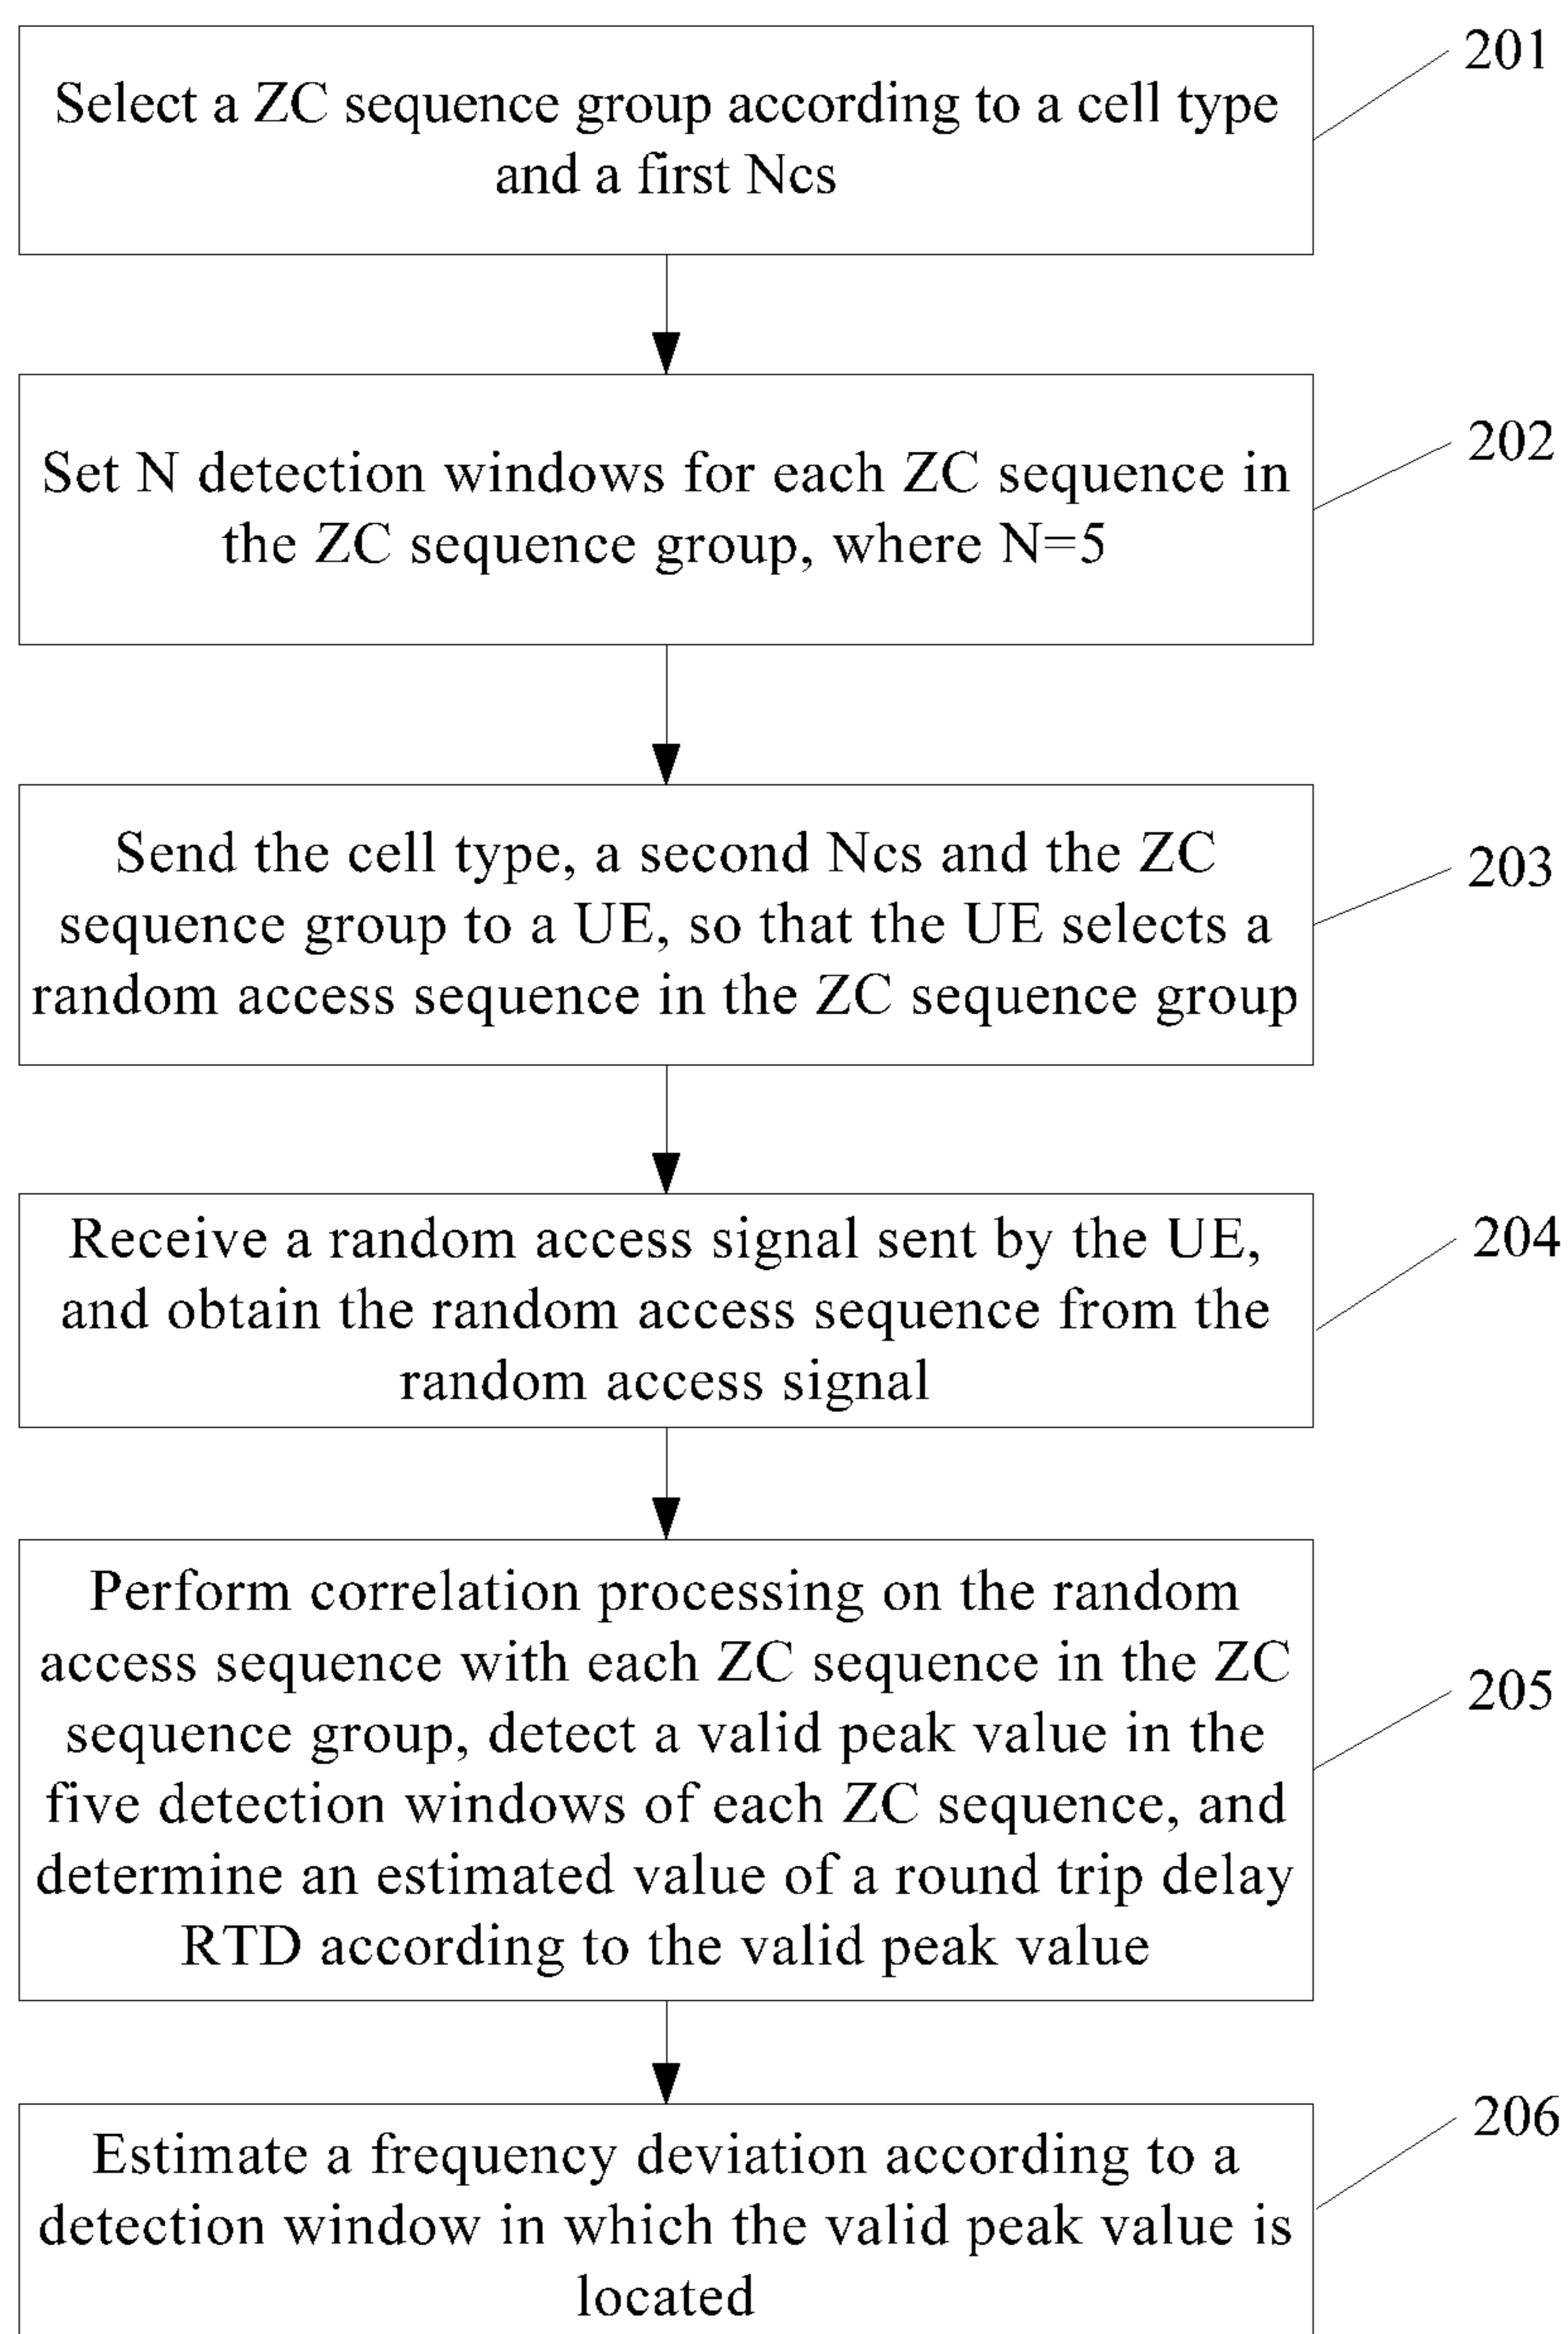 201
Select a ZC sequence group according to a cell type
and a first Ncs
202
Set N detection windows for each ZC sequence in
the ZC sequence group, where N=5
203
Send the cell type, a second Ncs and the ZC
sequence group to a UE, so that the UE selects a
random access sequence in the ZC sequence group
204
Receive a random access signal sent by the UE,
and obtain the random access sequence from the
random access signal
205
Perform correlation processing on the random
access sequence with each ZC sequence in the ZC
sequence group, detect a valid peak value in the
five detection windows of each ZC sequence, and
determine an estimated value of a round trip delay
RTD according to the valid peak value
206
Estimate a frequency deviation according to a
detection window in which the valid peak value is
located